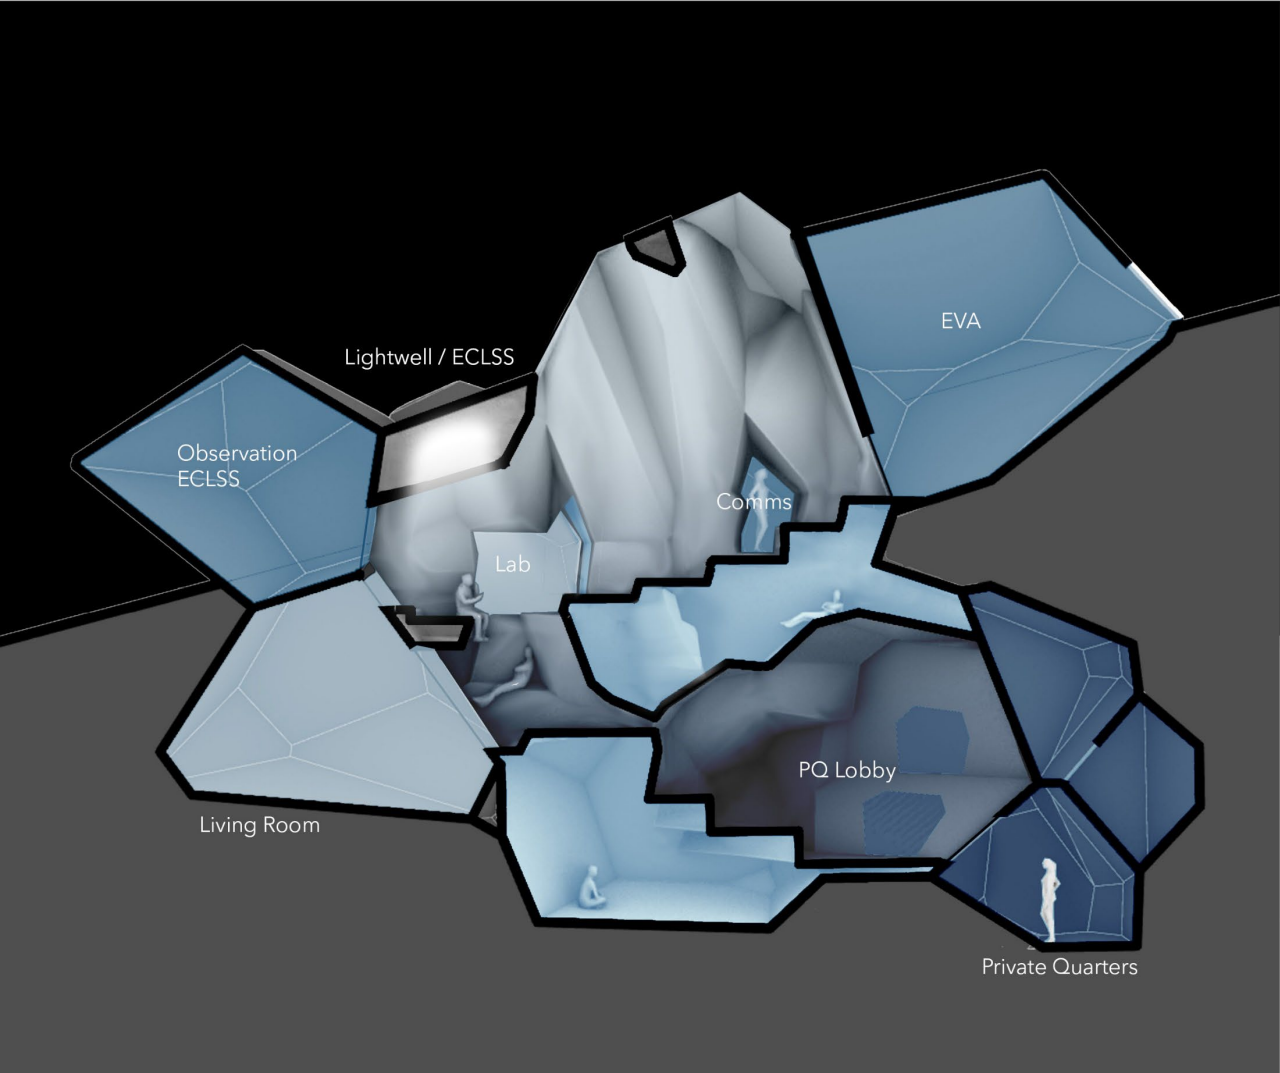 EVA
Lightwell / ECLSS
Observation
ECLSS
Comms
Lab
PQ Lobby
Living Room
Private Quarters